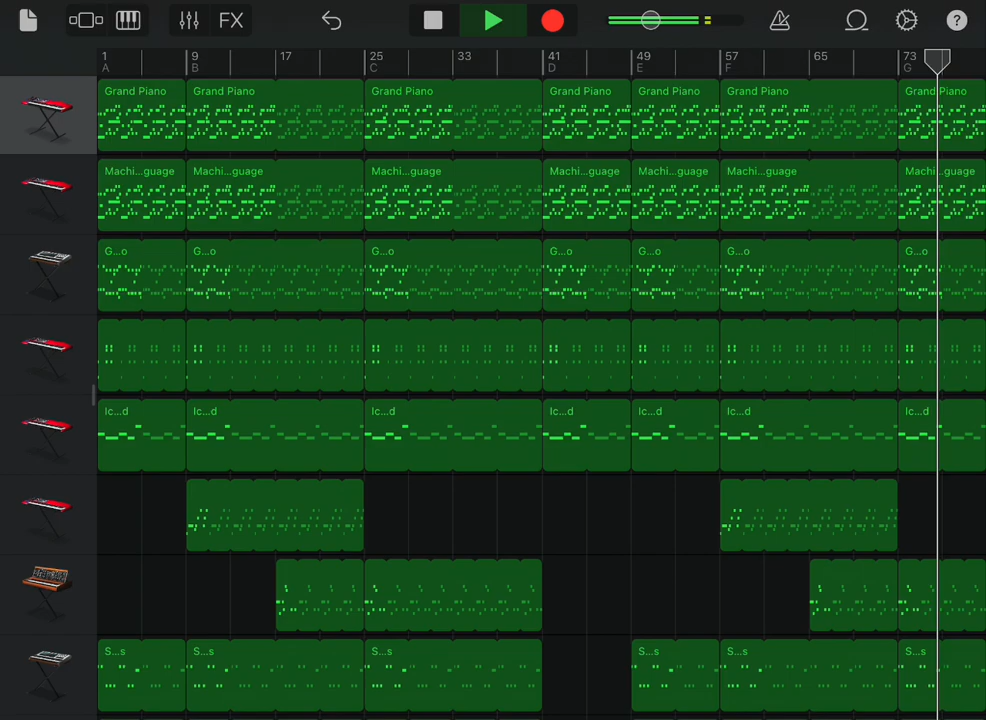 FX ?
1 9 17 25 33 41 49 57 65 73
A B C D E F G
Grand Piano Grand Piano Grand Piano Grand Piano Grand Piano Grand Piano Grand Piano
Machi...guage Machi...guage Machi...guage Machi...guage Machi...guage Machi...guage Machi...guage
G...o G...o G...o G...o G...o G...o G...o
Ic...d Ic...d Ic...d Ic...d Ic...d Ic...d Ic...d
S...s S...s S...s S...s S...s S...s